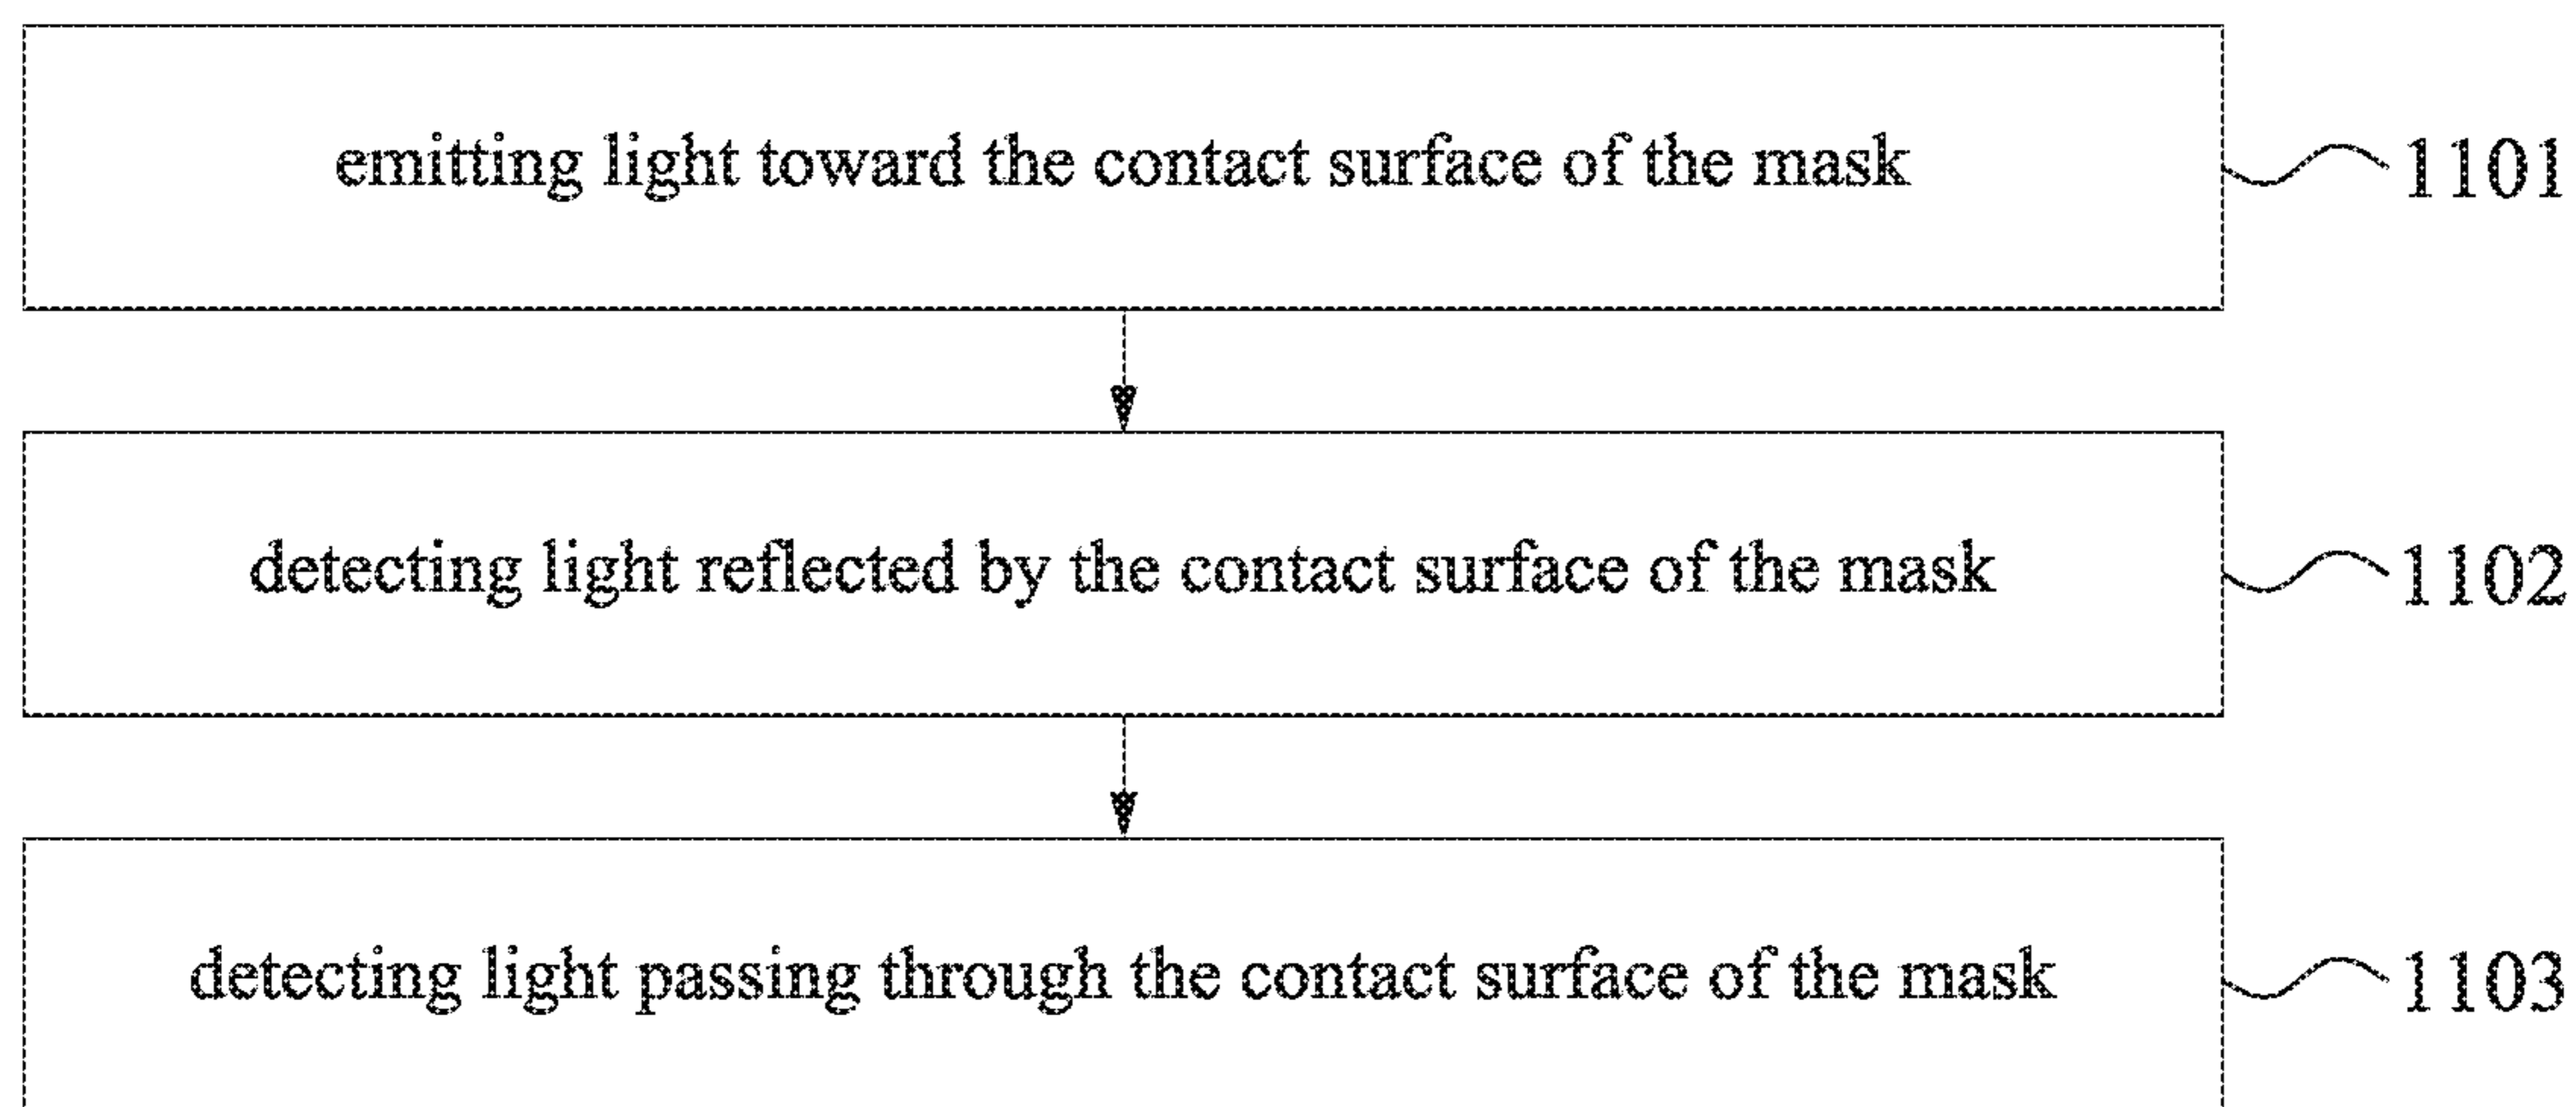 emitting light toward the contact surface of the mask
1101
detecting light reflected by the contact surface of the mask
1102
detecting light passing through the contact surface of the mask
1103